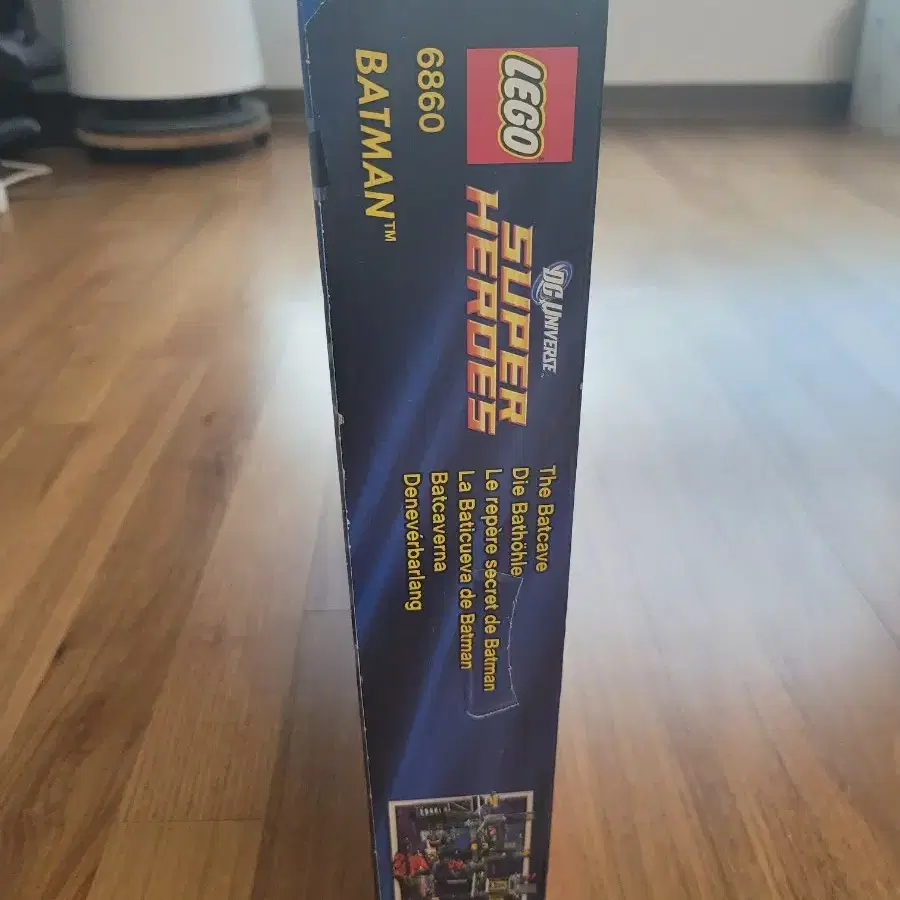 LEGO
6860
BATMAN™
DC UNIVERSE™
SUPER
HEROES
The Batcave
Die Bathöhle
Le repère secret de Batman
La Baticueva de Batman
Batcaverna
Denevérbarlang